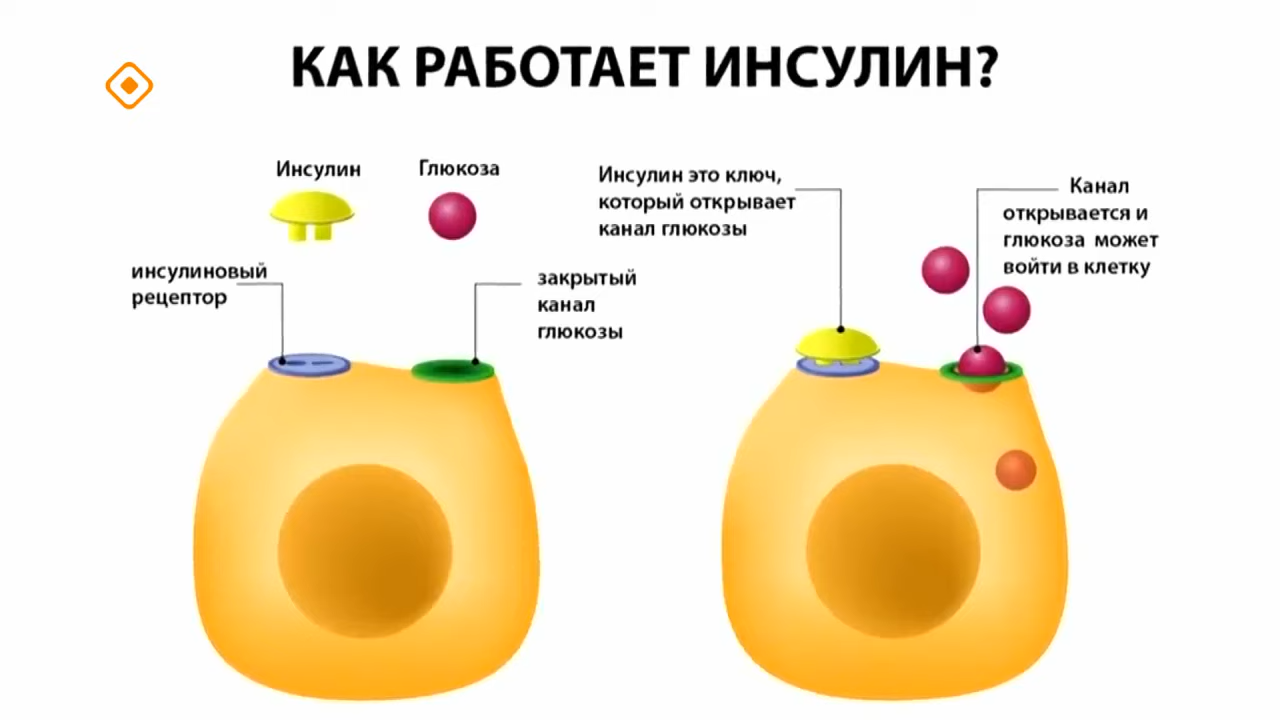 КАК РАБОТАЕТ ИНСУЛИН?
Инсулин
Глюкоза
инсулиновый
рецептор
закрытый
канал
глюкозы
Инсулин это ключ,
который открывает
канал глюкозы
Канал
открывается и
глюкоза может
войти в клетку